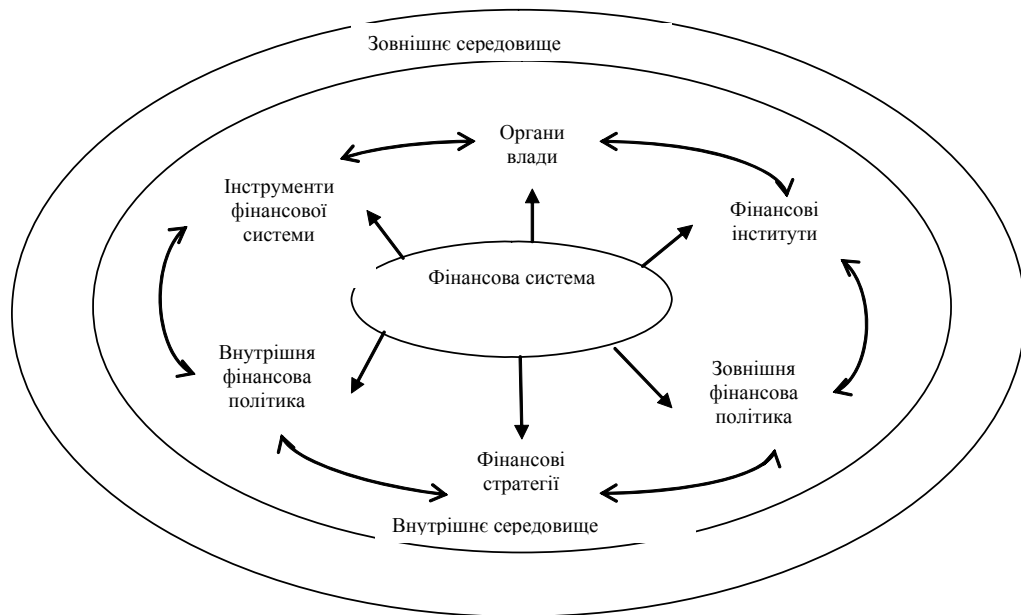 Зовнішнє середовище
Органи
влади
Інструменти
фінансової
системи
Фінансові
інститути
Фінансова система
Внутрішня
фінансова
політика
Зовнішня
фінансова
політика
Фінансові
стратегії
Внутрішнє середовище